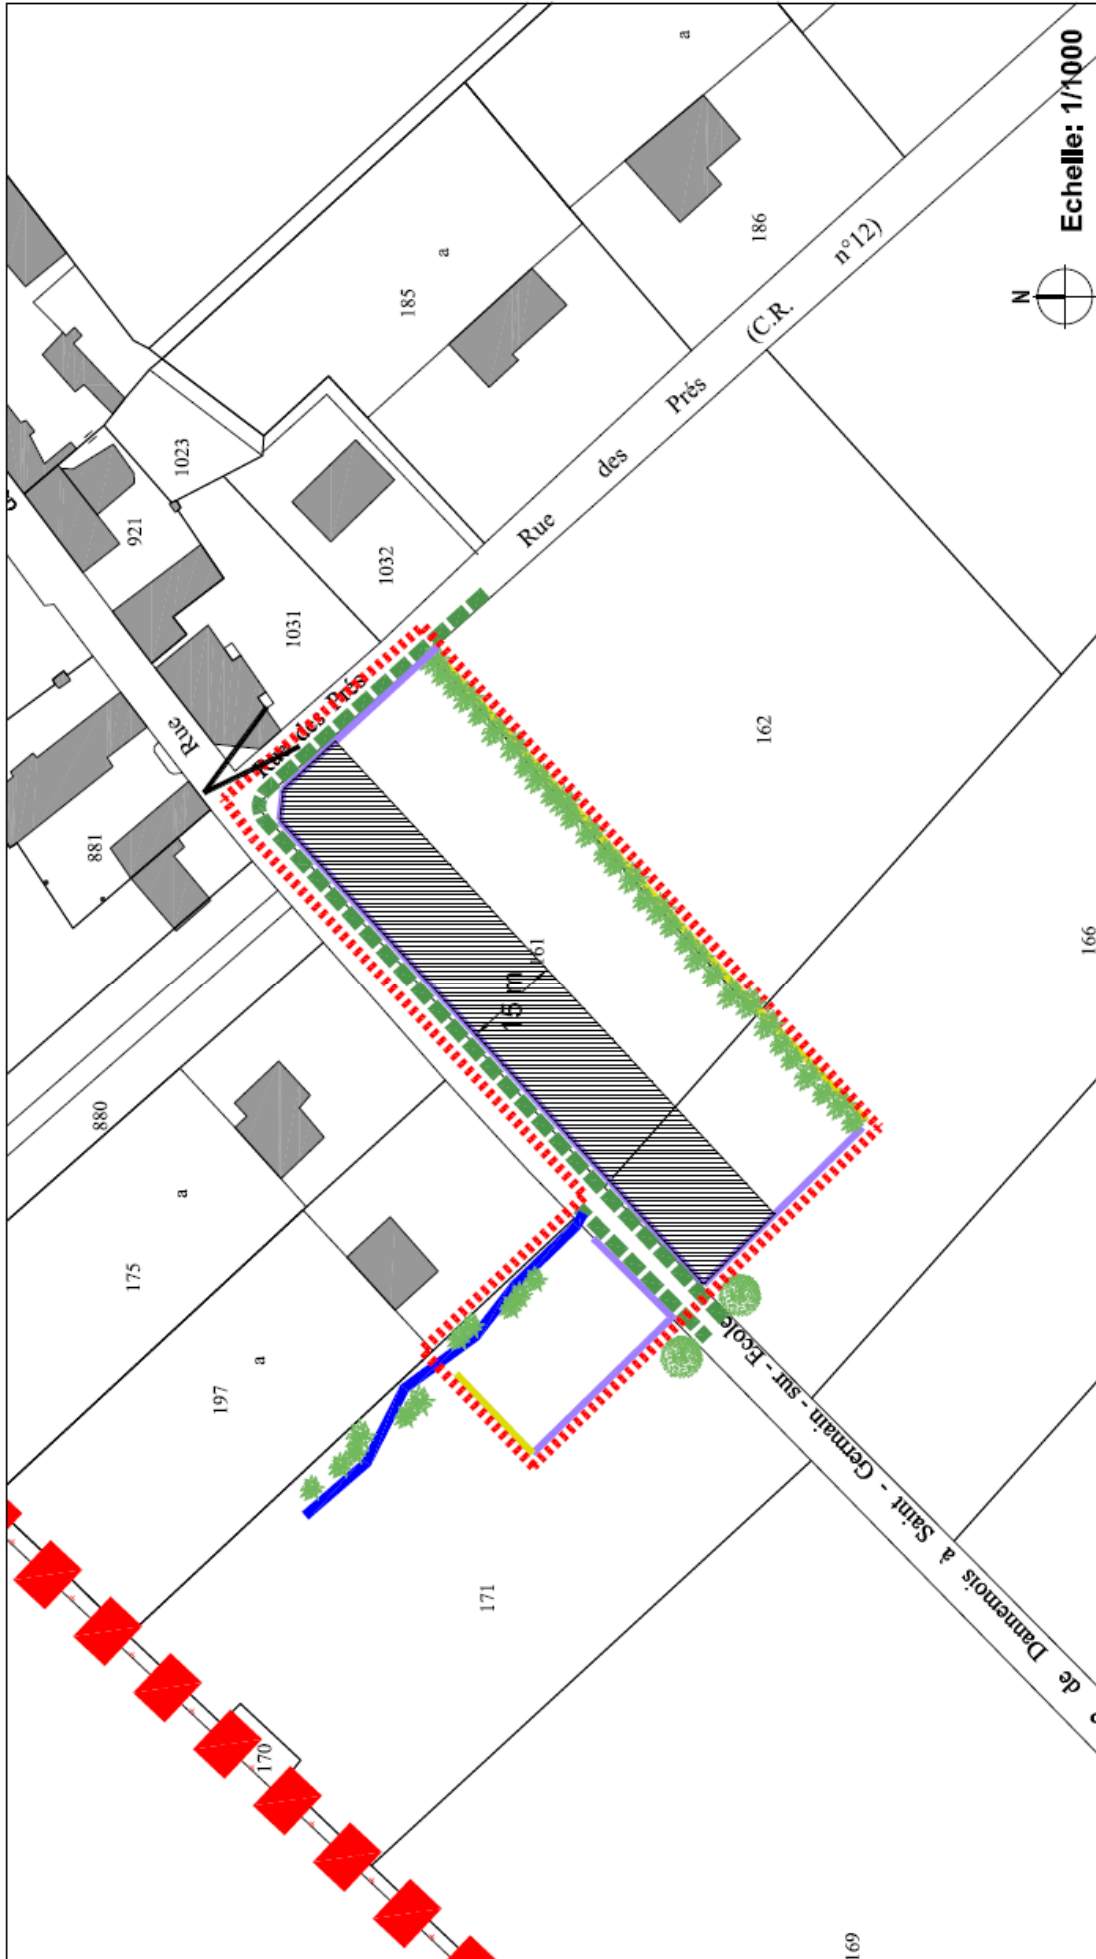 a
186
n°12)
(C.R.
Prés
des
Rue
185
a
Echelle: 1/1000
N
1023
921
1032
1031
Rue
Rue des Prés
881
162
166
161
15 m
880
a
175
197
a
171
170
169
de Dannemois à Saint - Germain - sur - Ecole